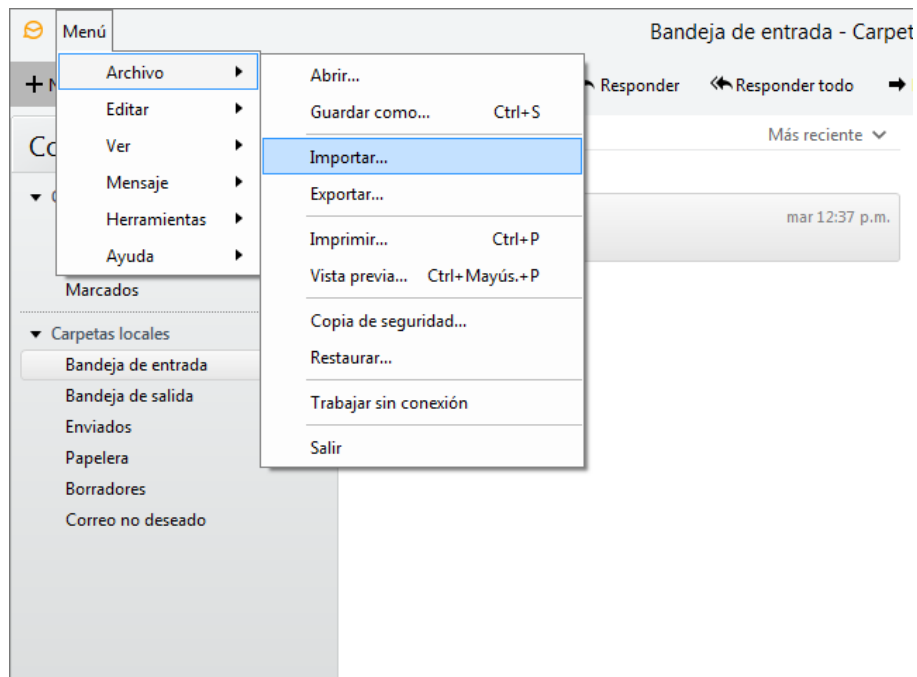 Menú
Bandeja de entrada - Carpet
Archivo
Editar
Ver
Mensaje
Herramientas
Ayuda
Abrir...
Guardar como... Ctrl+S
Importar...
Exportar...
Imprimir... Ctrl+P
Vista previa... Ctrl+Mayús.+P
Copia de seguridad...
Restaurar...
Trabajar sin conexión
Salir
Responder
Responder todo
Más reciente
mar 12:37 p.m.
Marcados
Carpetas locales
Bandeja de entrada
Bandeja de salida
Enviados
Papelera
Borradores
Correo no deseado